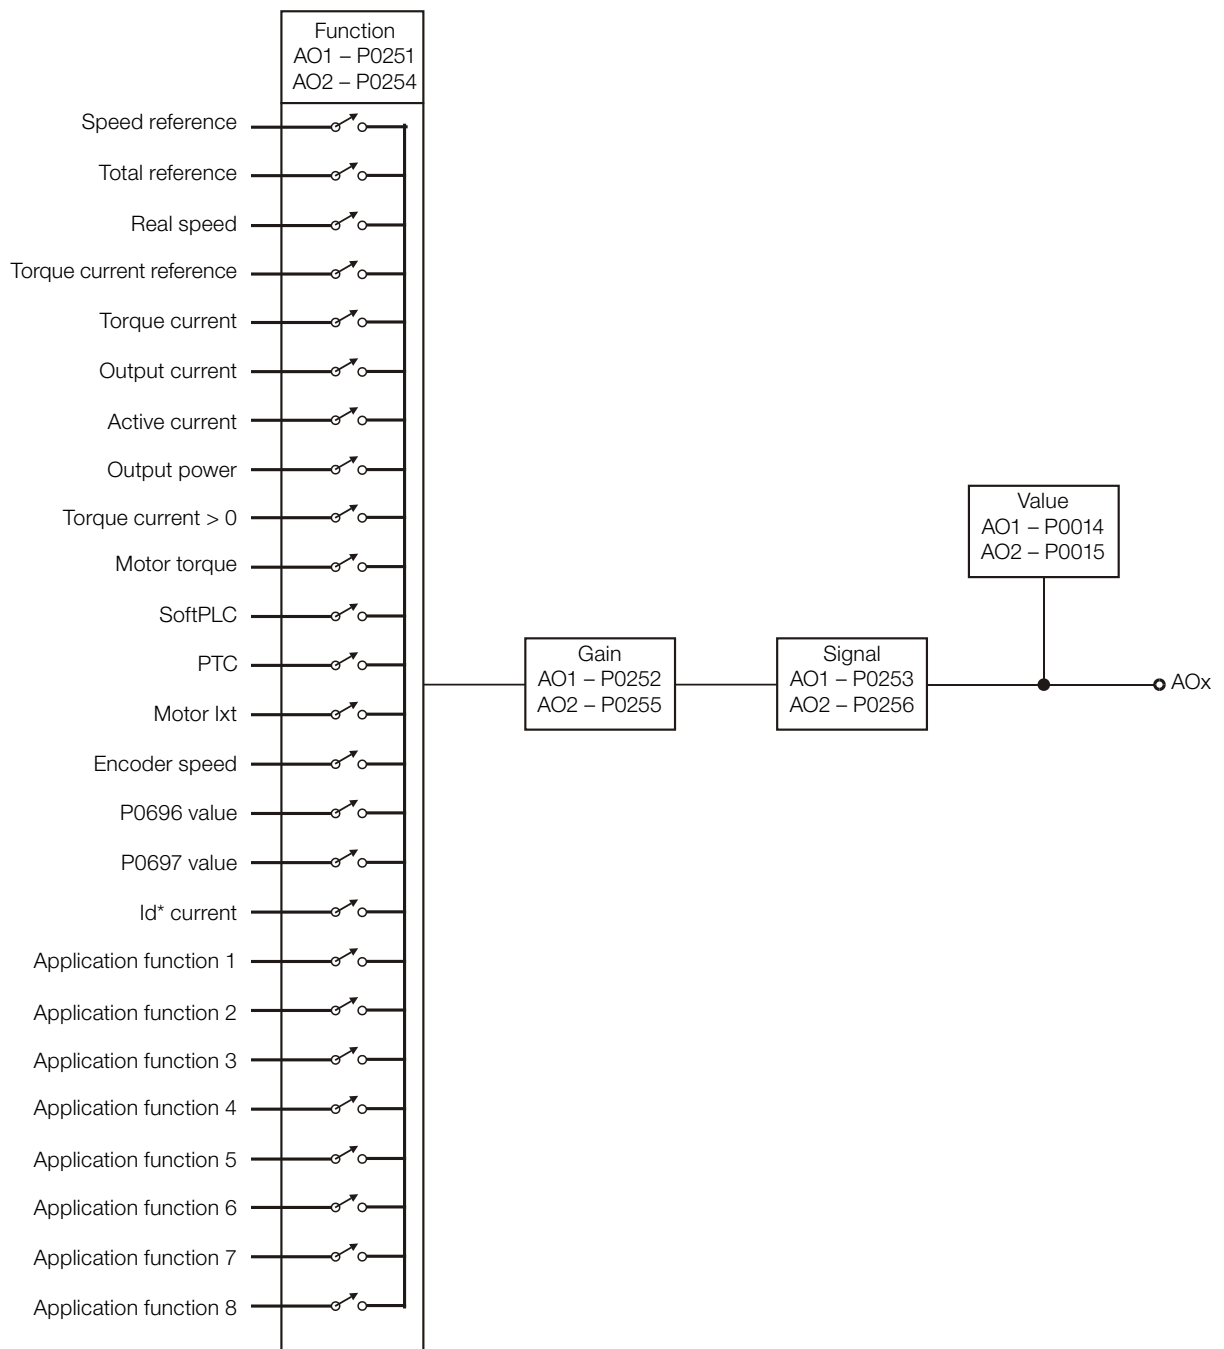 Function
AO1 – P0251
AO2 – P0254
Speed reference
Total reference
Real speed
Torque current reference
Torque current
Output current
Active current
Output power
Torque current > 0
Motor torque
SoftPLC
PTC
Motor Ixt
Encoder speed
P0696 value
P0697 value
Id* current
Application function 1
Application function 2
Application function 3
Application function 4
Application function 5
Application function 6
Application function 7
Application function 8
Gain
AO1 – P0252
AO2 – P0255
Signal
AO1 – P0253
AO2 – P0256
Value
AO1 – P0014
AO2 – P0015
AOx